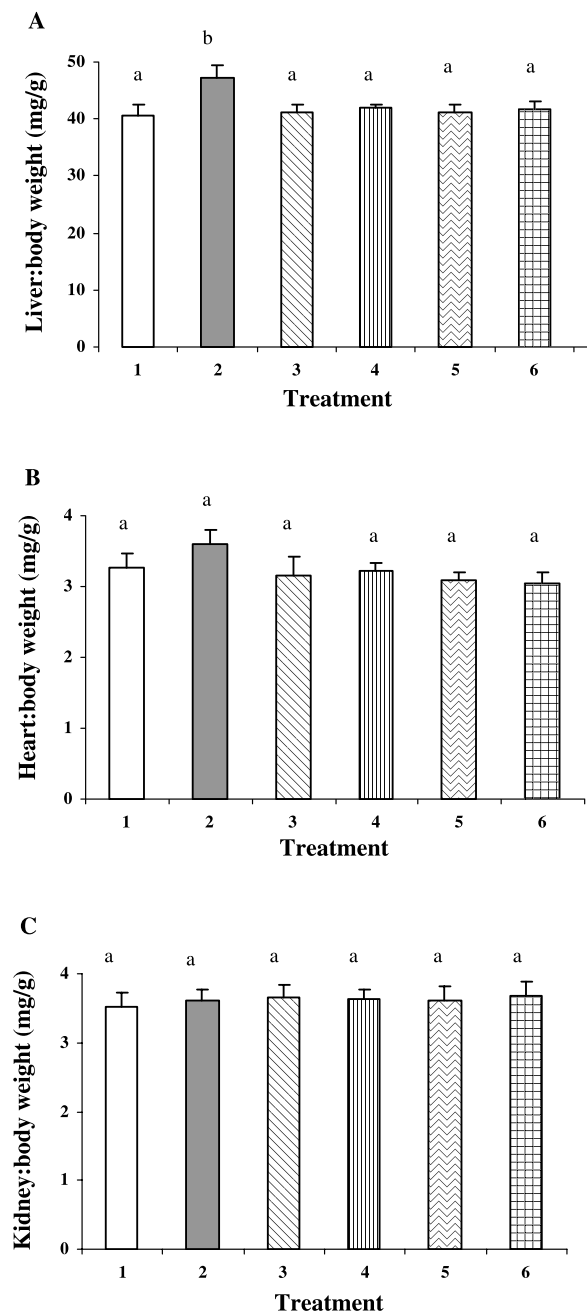 A
Liver:body weight (mg/g)
50
40
30
20
10
0
a
b
a
a
a
a
1 2 3 4 5 6
Treatment
B
Heart:body weight (mg/g)
4
3
2
1
0
a
a
a
a
a
a
1 2 3 4 5 6
Treatment
C
Kidney:body weight (mg/g)
4
3
2
1
0
a
a
a
a
a
a
1 2 3 4 5 6
Treatment